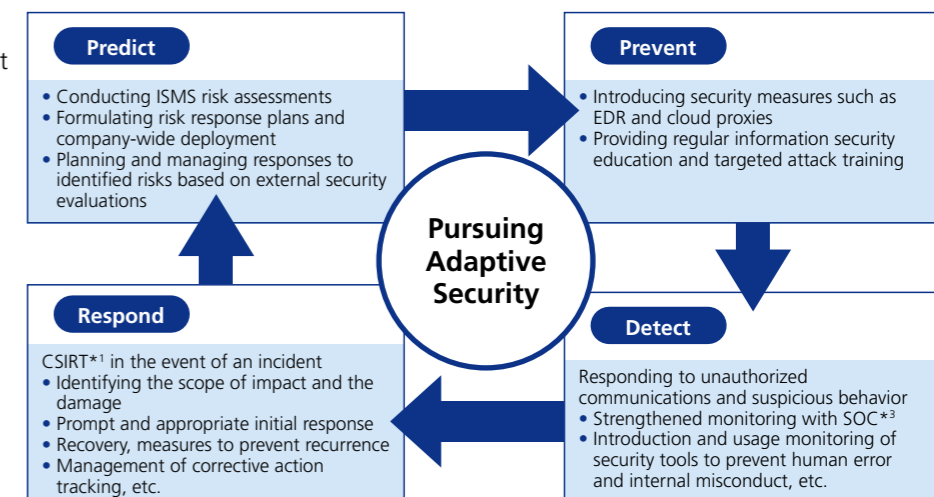 t
Predict
• Conducting ISMS risk assessments
• Formulating risk response plans and
company-wide deployment
• Planning and managing responses to
identified risks based on external security
evaluations
Prevent
• Introducing security measures such as
EDR and cloud proxies
• Providing regular information security
education and targeted attack training
Pursuing
Adaptive
Security
Respond
CSIRT*1 in the event of an incident
• Identifying the scope of impact and the
damage
• Prompt and appropriate initial response
• Recovery, measures to prevent recurrence
• Management of corrective action
tracking, etc.
Detect
Responding to unauthorized
communications and suspicious behavior
• Strengthened monitoring with SOC*3
• Introduction and usage monitoring of
security tools to prevent human error
and internal misconduct, etc.